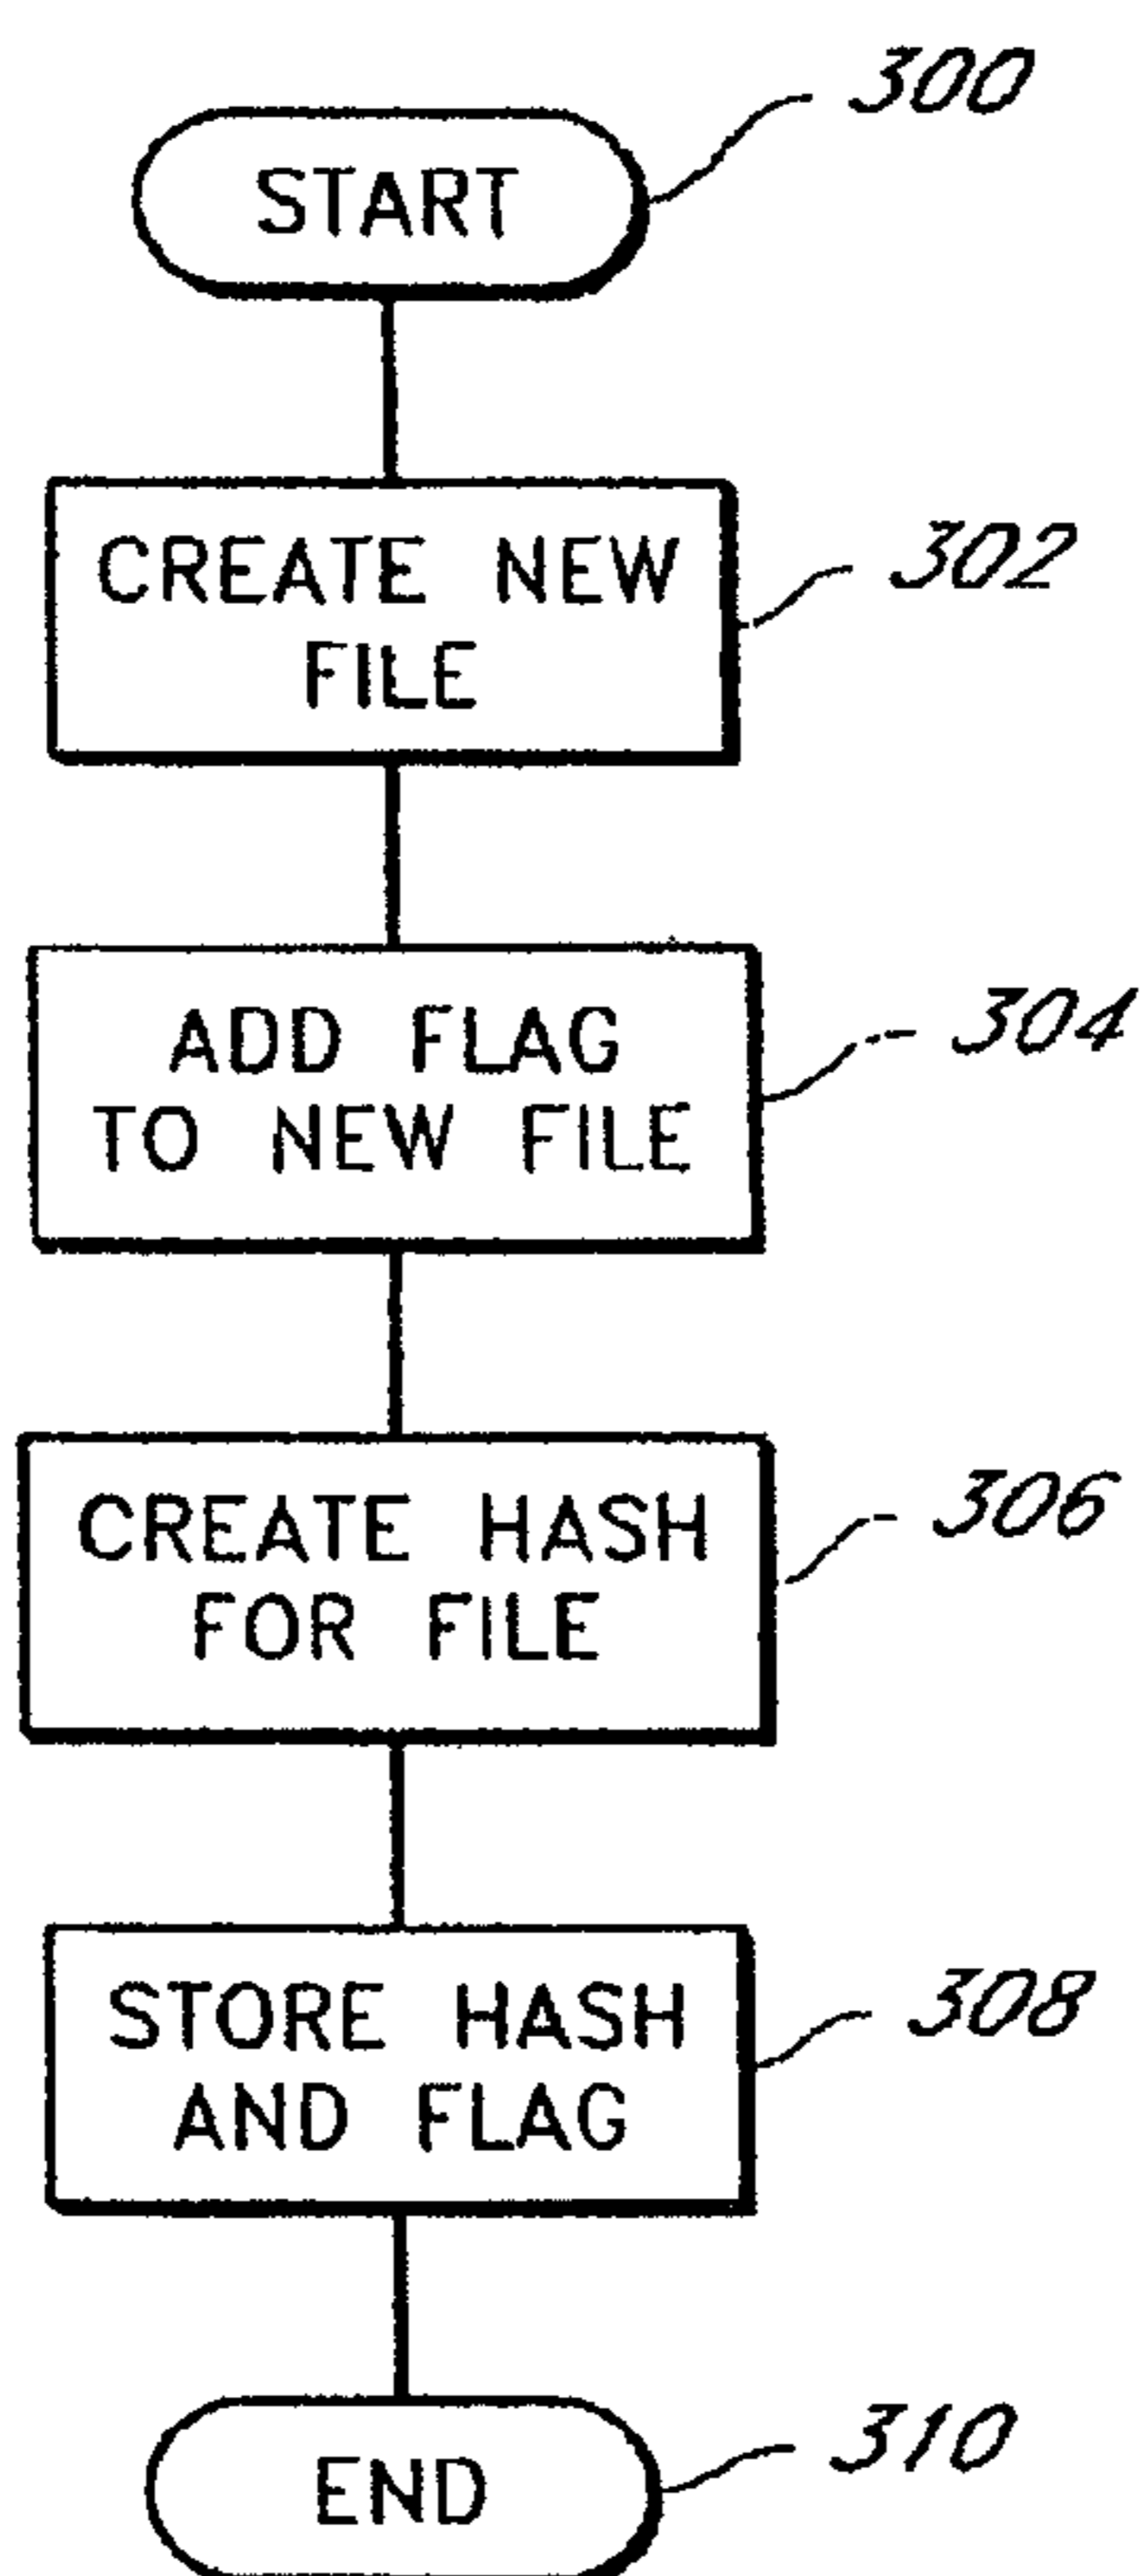 300
START
CREATE NEW
FILE
302
ADD FLAG
TO NEW FILE
304
CREATE HASH
FOR FILE
306
STORE HASH
AND FLAG
308
END
310